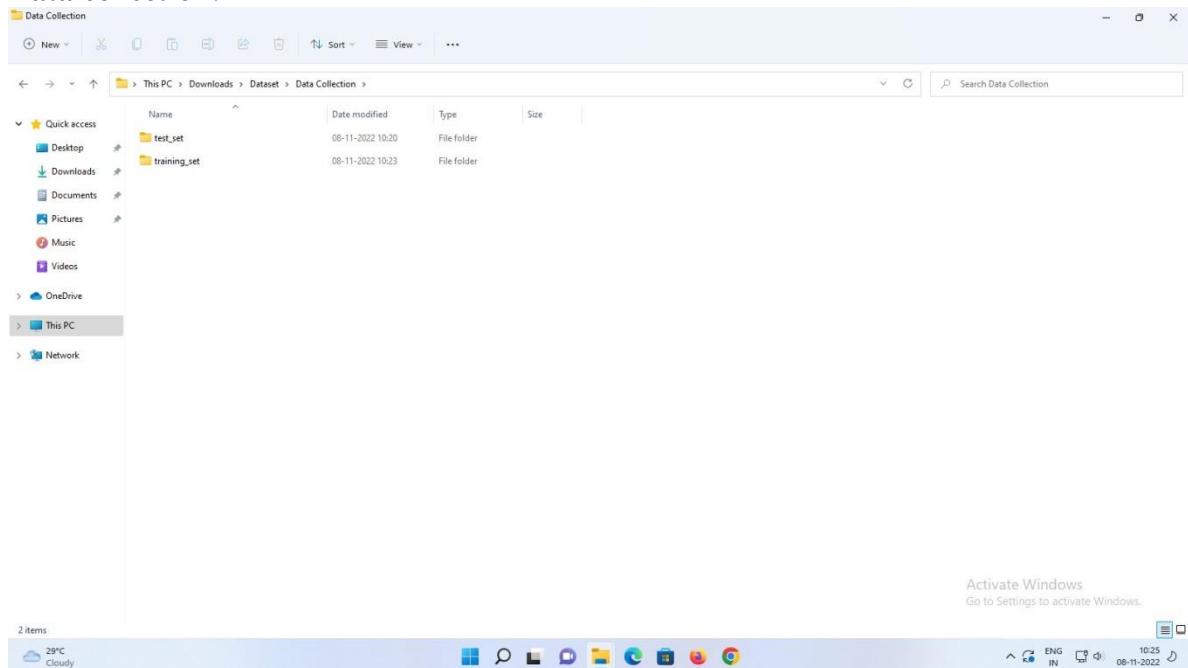 Data Collection
New
Sort
View
This PC > Downloads > Dataset > Data Collection >
Search Data Collection
Name Date modified Type Size
Quick access
Desktop
Downloads
Documents
Pictures
Music
Videos
OneDrive
This PC
Network
test_set 08-11-2022 10:20 File folder
training_set 08-11-2022 10:23 File folder
Activate Windows
Go to Settings to activate Windows.
2 items
29°C
Cloudy
ENG
IN
10:25
08-11-2022